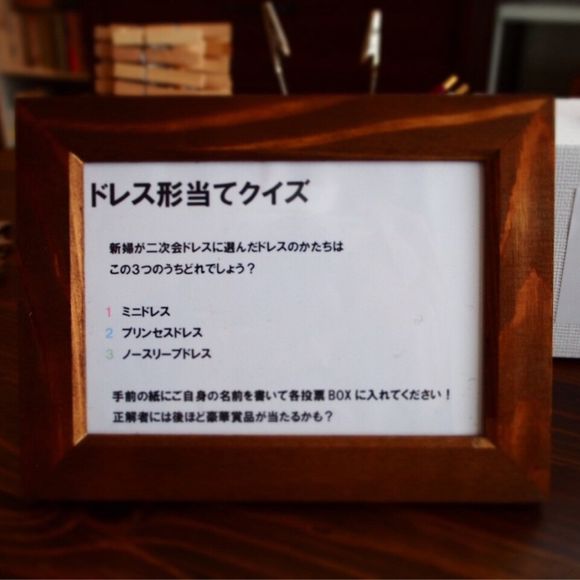 ドレス形当てクイズ
新婦が二次会ドレスに選んだドレスのかたちは
この3つのうちどれでしょう？
1 ミニドレス
2 プリンセスドレス
3 ノースリーブドレス
手前の紙にご自身の名前を書いて各投票BOXに入れてください！
正解者には後ほど豪華賞品が当たるかも？